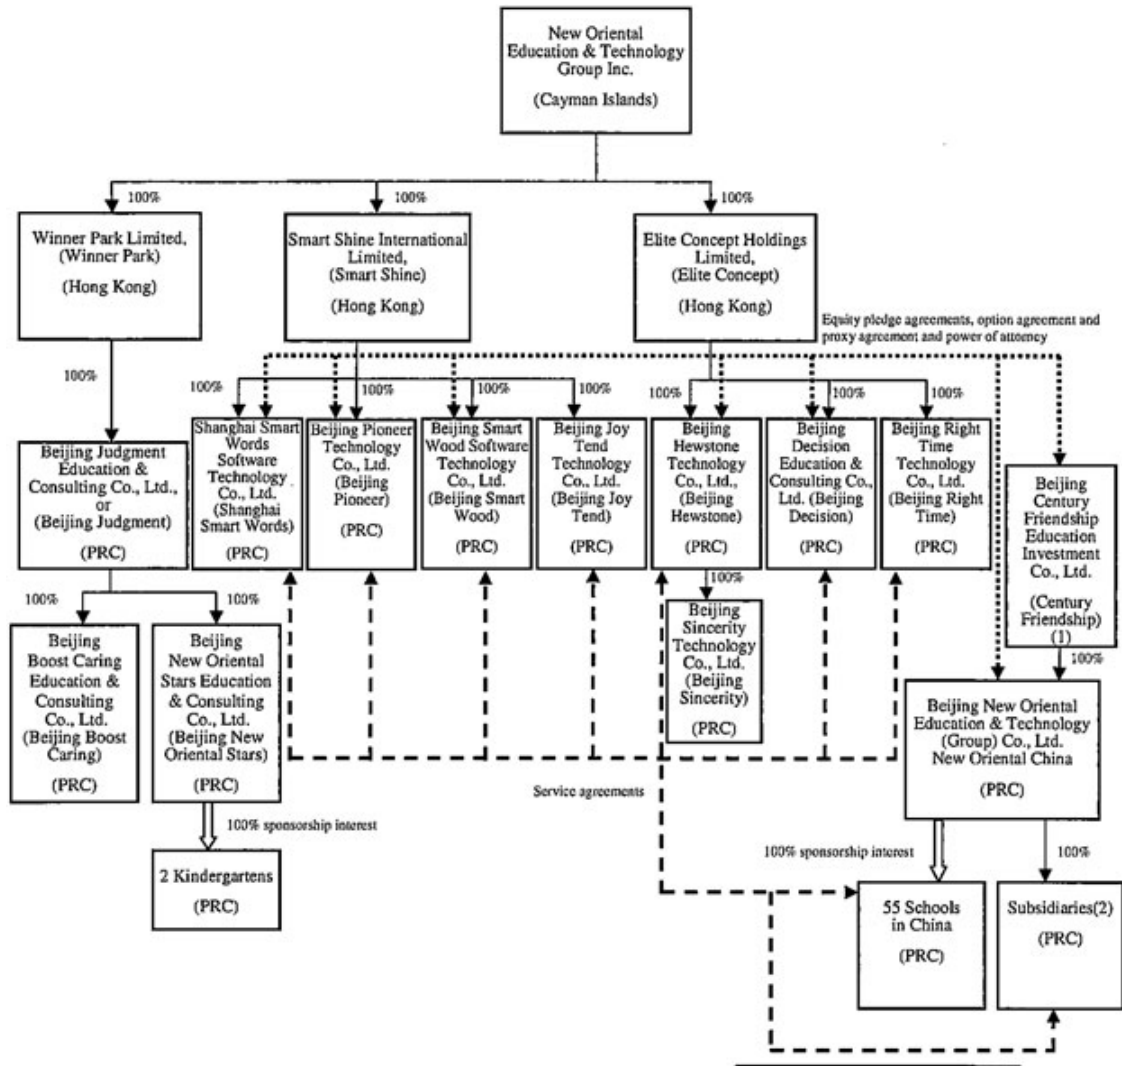 New Oriental
Education & Technology
Group Inc.
(Cayman Islands)
100%
100%
100%
Winner Park Limited,
(Winner Park)
(Hong Kong)
Smart Shine International
Limited,
(Smart Shine)
(Hong Kong)
Elite Concept Holdings
Limited,
(Elite Concept)
(Hong Kong)
Equity pledge agreements, option agreement and
proxy agreement and power of attorney
100%
100%
100%
100%
100%
100%
100%
100%
Beijing Judgment
Education &
Consulting Co., Ltd.,
or
(Beijing Judgment)
(PRC)
Shanghai Smart
Words
Software
Technology
Co., Ltd.
(Shanghai
Smart Words)
(PRC)
Beijing Pioneer
Technology
Co., Ltd.
(Beijing
Pioneer)
(PRC)
Beijing Smart
Wood Software
Technology
Co., Ltd.
(Beijing Smart
Wood)
(PRC)
Beijing Joy
Tend
Technology
Co., Ltd.
(Beijing Joy
Tend)
(PRC)
Beijing
Hewstone
Technology
Co., Ltd.,
(Beijing
Hewstone)
(PRC)
Beijing
Decision
Education &
Consulting Co.,
Ltd. (Beijing
Decision)
(PRC)
Beijing Right
Time
Technology
Co., Ltd.
(Beijing Right
Time)
(PRC)
Beijing
Century
Friendship
Education
Investment
Co., Ltd.
(Century
Friendship)
(1)
100%
100%
100%
100%
Beijing
Boost Caring
Education &
Consulting
Co., Ltd.
(Beijing Boost
Caring)
(PRC)
Beijing
New Oriental
Stars Education
& Consulting
Co., Ltd.
(Beijing New
Oriental Stars)
(PRC)
Beijing
Sincerity
Technology
Co., Ltd.
(Beijing
Sincerity)
(PRC)
Beijing New Oriental
Education & Technology
(Group) Co., Ltd.
New Oriental China
(PRC)
Service agreements
100% sponsorship interest
100% sponsorship interest
100%
2 Kindergartens
(PRC)
55 Schools
in China
(PRC)
Subsidiaries(2)
(PRC)